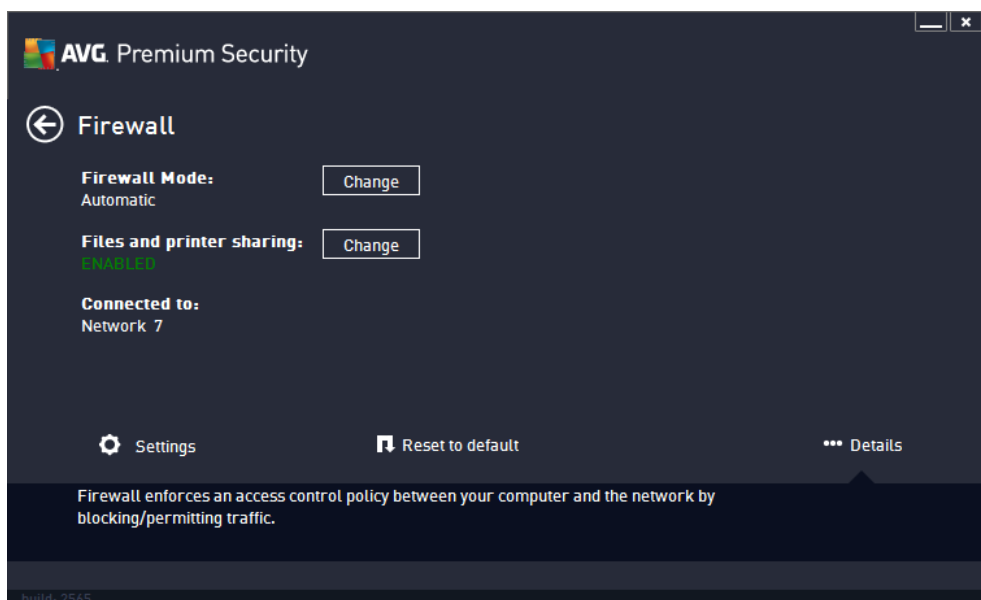 AVG. Premium Security
Firewall
Firewall Mode:
Change
Automatic
Files and printer sharing:
Change
ENABLED
Connected to:
Network 7
Settings
Reset to default
••• Details
Firewall enforces an access control policy between your computer and the network by
blocking/permitting traffic.
build: 2565